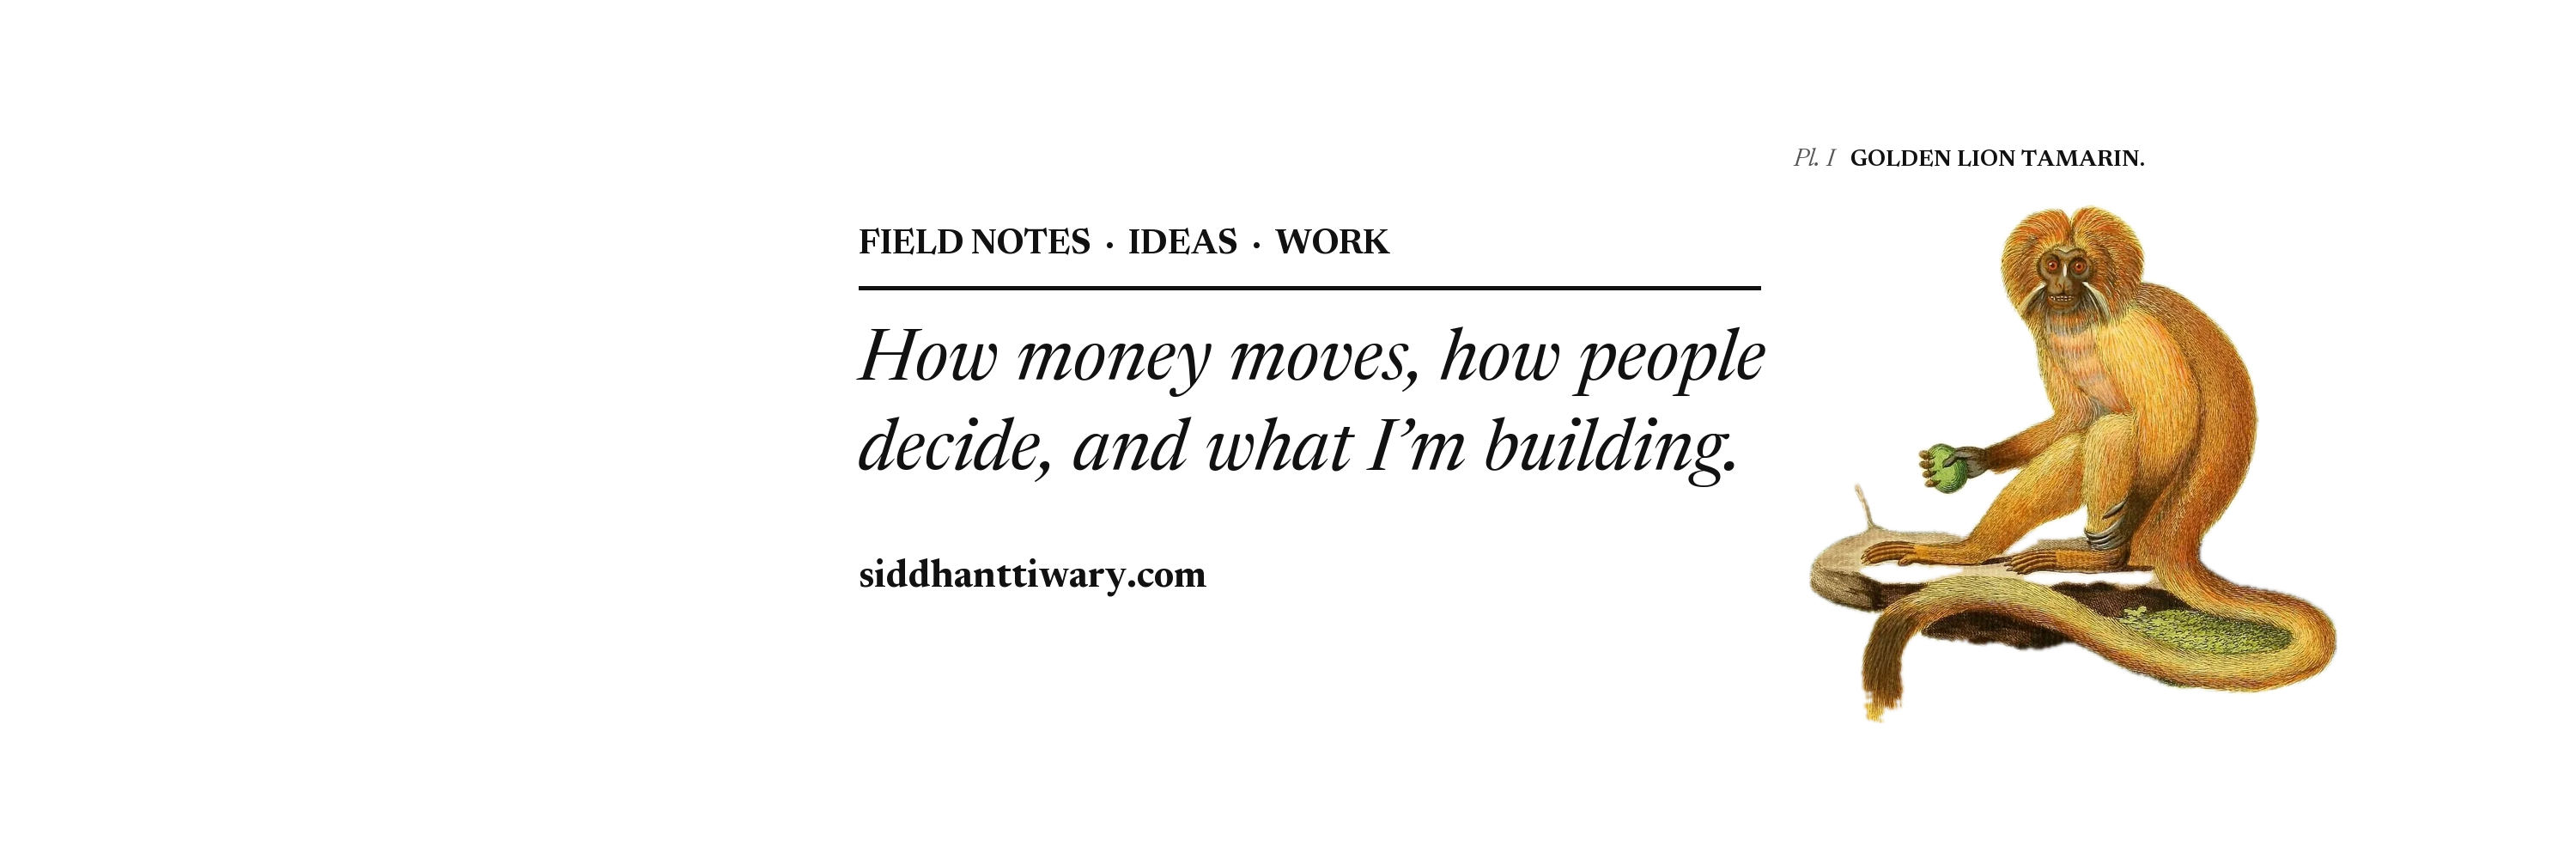 Pl. I GOLDEN LION TAMARIN.
FIELD NOTES · IDEAS · WORK
How money moves, how people
decide, and what I’m building.
siddhanttiwary.com